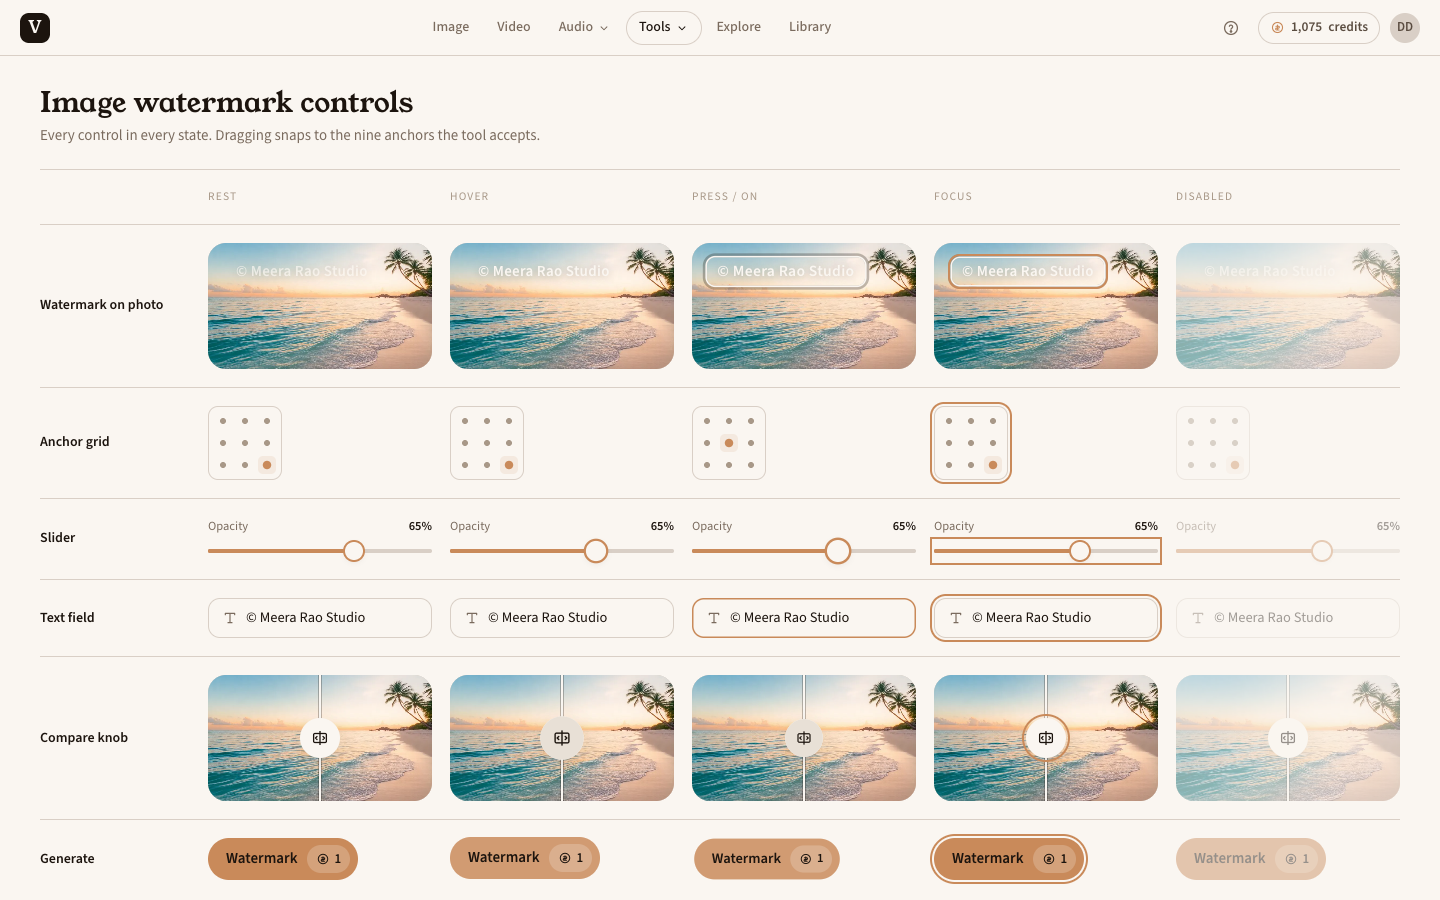 V Image Video Audio Tools Explore Library 1,075 credits DD
Image watermark controls
Every control in every state. Dragging snaps to the nine anchors the tool accepts.
REST HOVER PRESS / ON FOCUS DISABLED
Watermark on photo © Meera Rao Studio © Meera Rao Studio © Meera Rao Studio © Meera Rao Studio © Meera Rao Studio
Anchor grid
Slider Opacity 65% Opacity 65% Opacity 65% Opacity 65% Opacity 65%
Text field © Meera Rao Studio © Meera Rao Studio © Meera Rao Studio © Meera Rao Studio © Meera Rao Studio
Compare knob
Generate Watermark 1 Watermark 1 Watermark 1 Watermark 1 Watermark 1